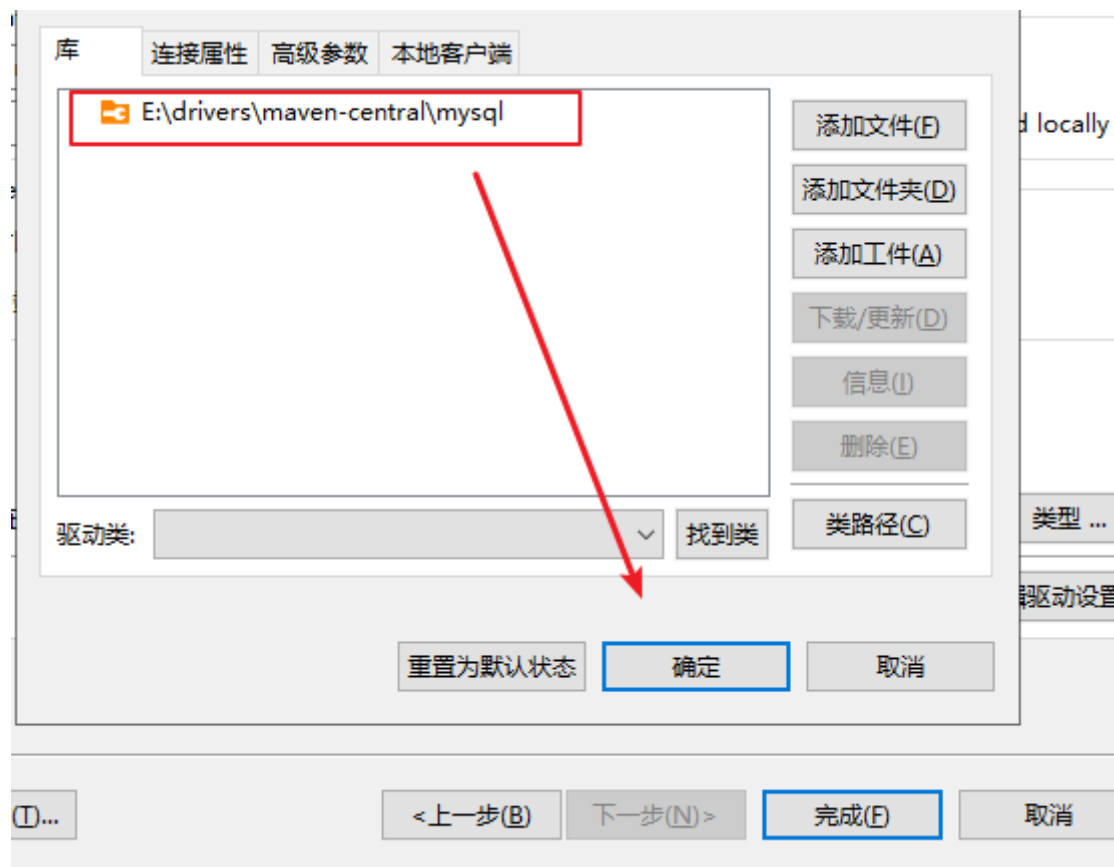 库 连接属性 高级参数 本地客户端
E:\drivers\maven-central\mysql
添加文件(F)
d locally
添加文件夹(D)
添加工件(A)
下载/更新(D)
信息(I)
删除(E)
类路径(C)
类型 ...
驱动类:
找到类
驱动设置
重置为默认状态 确定 取消
(T)...
<上一步(B) 下一步(N)> 完成(F) 取消